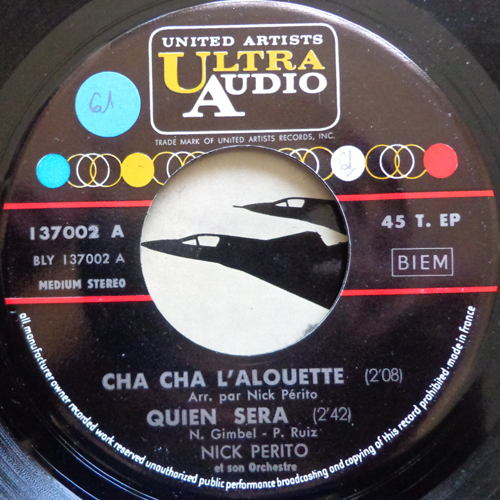 UNITED ARTISTS
ULTRA
AUDIO
TRADE MARK OF UNITED ARTISTS RECORDS, INC.
61
61
137002 A
45 T. EP
BLY 137002 A
BIEM
MEDIUM STEREO
CHA CHA L'ALOUETTE (2'08)
Arr. par Nick Périto
QUIEN SERA (2'42)
N. Gimbel - P. Ruiz
NICK PERITO
et son Orchestre
all manufacturer owner recorded work reserved unauthorized public performance broadcasting and copying of this record prohibited. made in france